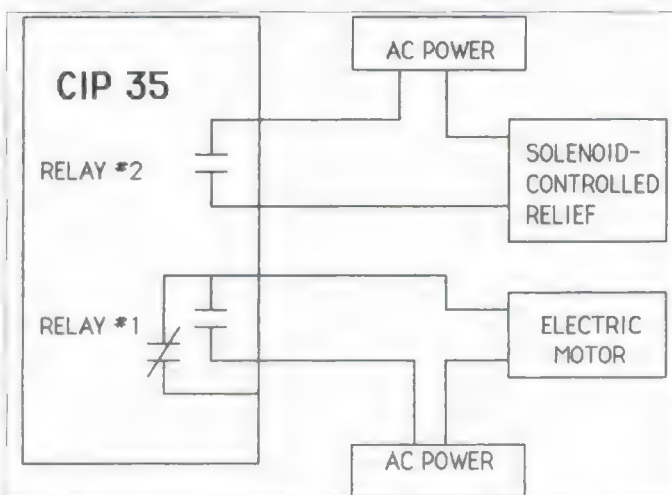 AC POWER
CIP 35
RELAY #2
SOLENOID-
CONTROLLED
RELIEF
RELAY #1
ELECTRIC
MOTOR
AC POWER